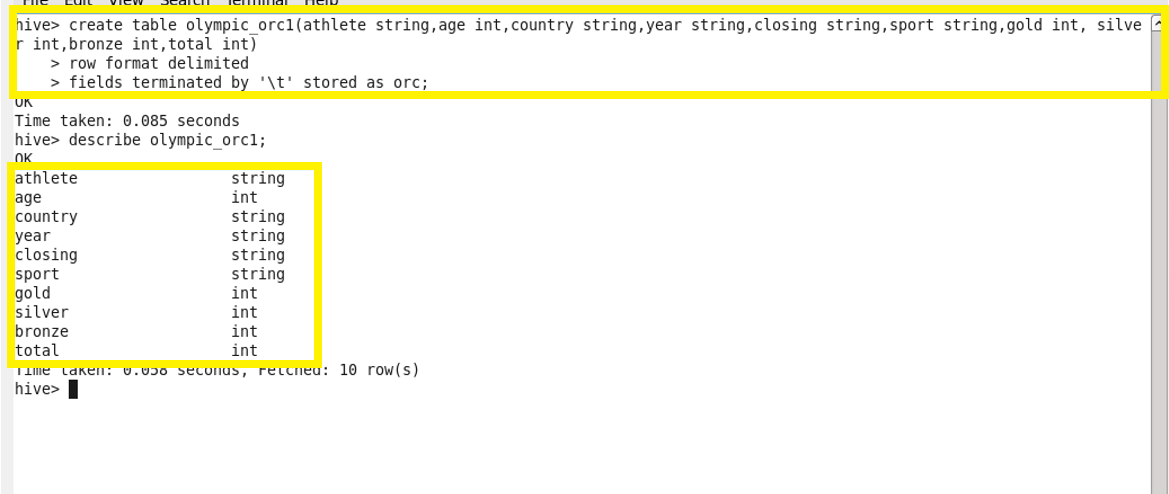 File Edit View Search Terminal Help
hive> create table olympic_orc1(athlete string,age int,country string,year string,closing string,sport string,gold int, silve
r int,bronze int,total int)
    > row format delimited
    > fields terminated by '\t' stored as orc;
OK
Time taken: 0.085 seconds
hive> describe olympic_orc1;
OK
athlete                 string
age                     int
country                 string
year                    string
closing                 string
sport                   string
gold                    int
silver                  int
bronze                  int
total                   int
Time taken: 0.058 seconds, Fetched: 10 row(s)
hive>